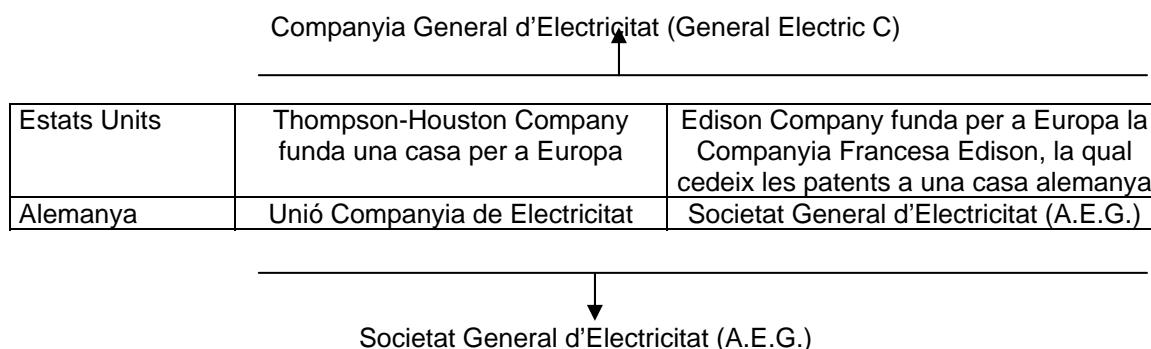 Companyia General d'Electricitat (General Electric C)
Estats Units
Thompson-Houston Company
funda una casa per a Europa
Edison Company funda per a Europa la
Companyia Francesa Edison, la qual
cedeix les patents a una casa alemanya
Alemanya
Unió Companyia de Electricitat
Societat General d'Electricitat (A.E.G.)
Societat General d'Electricitat (A.E.G.)